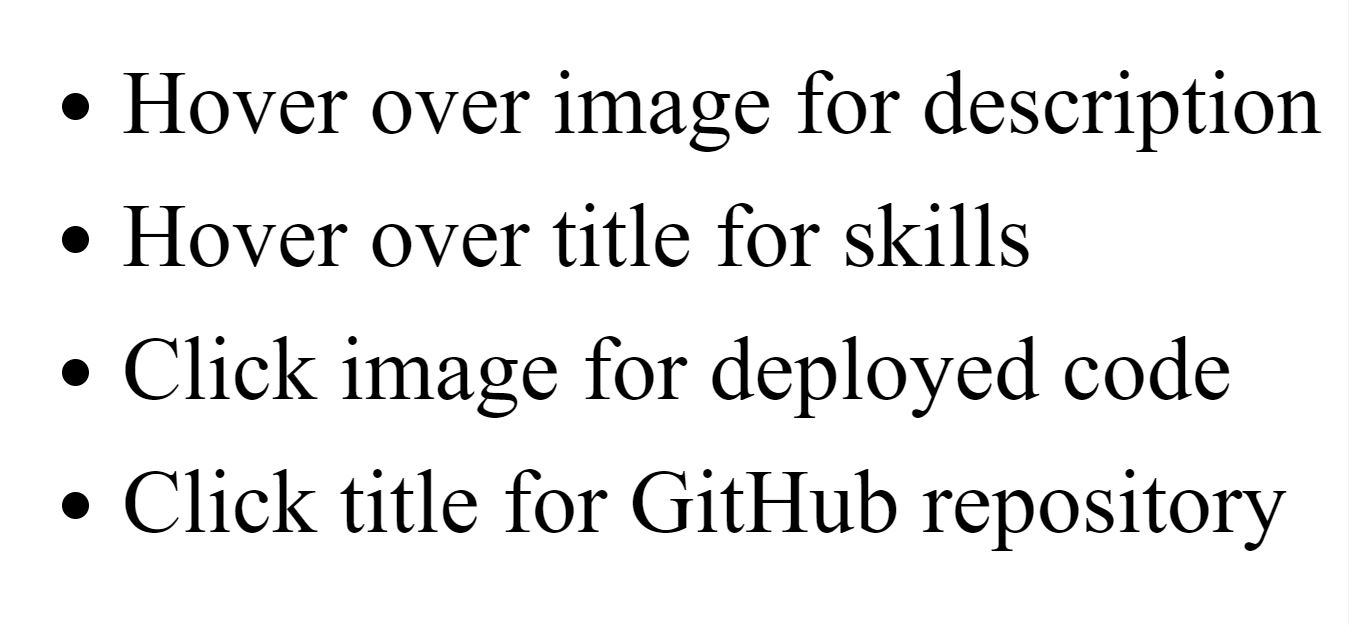 • Hover over image for description
• Hover over title for skills
• Click image for deployed code
• Click title for GitHub repository